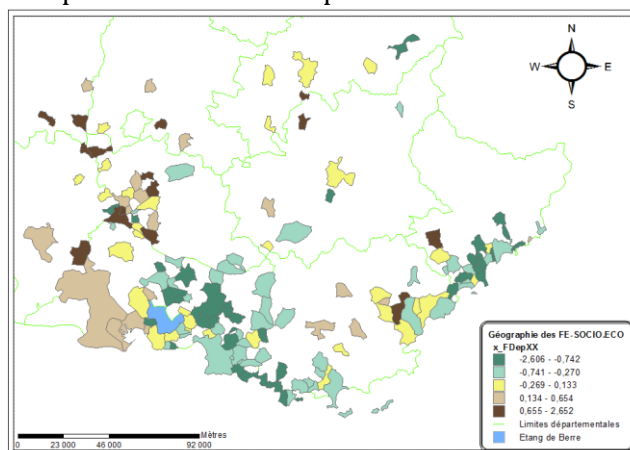 N
W E
S
Géographie des FE-SOCIO.ECO
x_FDepXX
-2,606 - -0,742
-0,741 - -0,270
-0,269 - 0,133
0,134 - 0,654
0,655 - 2,652
Limites départementales
Etang de Berre
Mètres
0 23 000 46 000 92 000